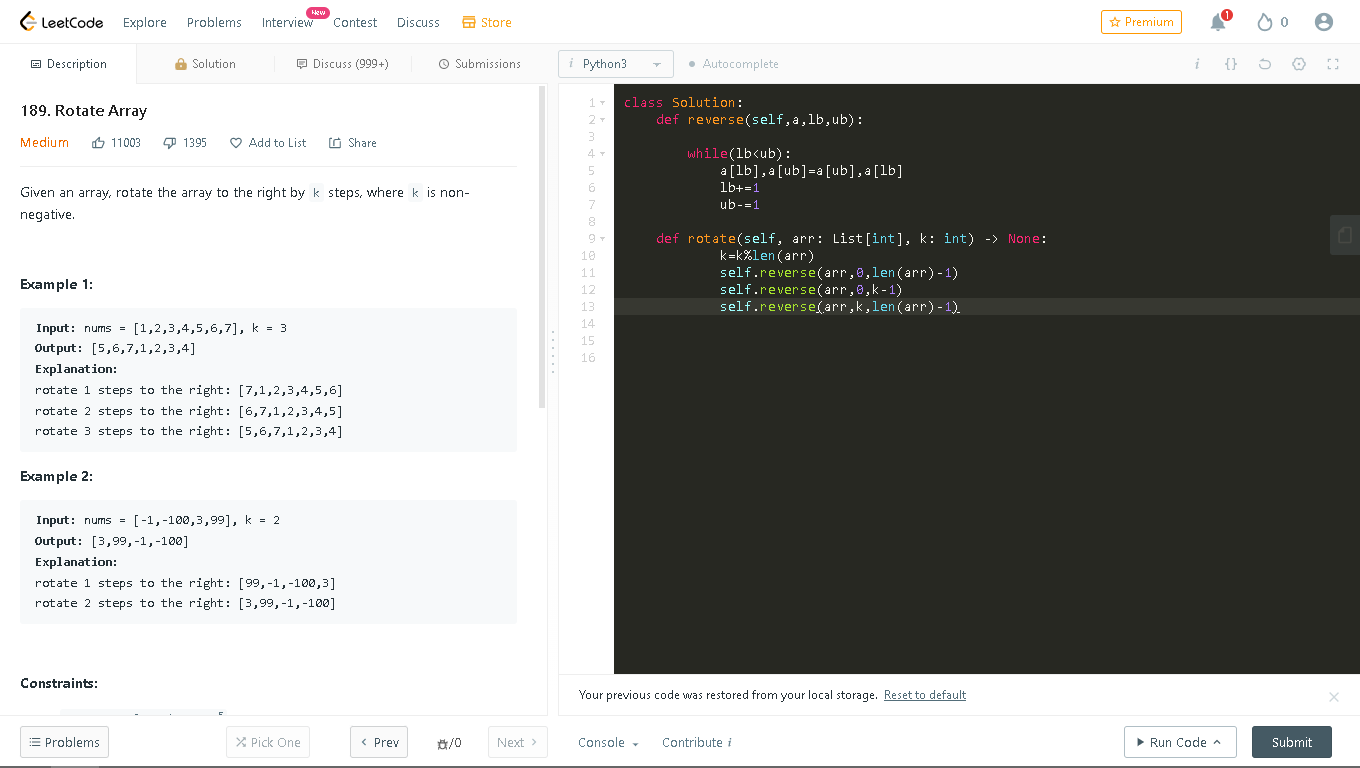 LeetCode Explore Problems Interview New Contest Discuss Store Premium 1 0
Description Solution Discuss (999+) Submissions
189. Rotate Array
Medium 11003 1395 Add to List Share
Given an array, rotate the array to the right by k steps, where k is non-
negative.
Example 1:
Input: nums = [1,2,3,4,5,6,7], k = 3
Output: [5,6,7,1,2,3,4]
Explanation:
rotate 1 steps to the right: [7,1,2,3,4,5,6]
rotate 2 steps to the right: [6,7,1,2,3,4,5]
rotate 3 steps to the right: [5,6,7,1,2,3,4]
Example 2:
Input: nums = [-1,-100,3,99], k = 2
Output: [3,99,-1,-100]
Explanation:
rotate 1 steps to the right: [99,-1,-100,3]
rotate 2 steps to the right: [3,99,-1,-100]
Constraints:
i Python3 Autocomplete i {}
1 class Solution:
2     def reverse(self,a,lb,ub):
3
4         while(lb<ub):
5             a[lb],a[ub]=a[ub],a[lb]
6             lb+=1
7             ub-=1
8
9     def rotate(self, arr: List[int], k: int) -> None:
10             k=k%len(arr)
11             self.reverse(arr,0,len(arr)-1)
12             self.reverse(arr,0,k-1)
13             self.reverse(arr,k,len(arr)-1)
14
15
16
Your previous code was restored from your local storage. Reset to default
Problems Pick One Prev /0 Next Console Contribute i Run Code Submit